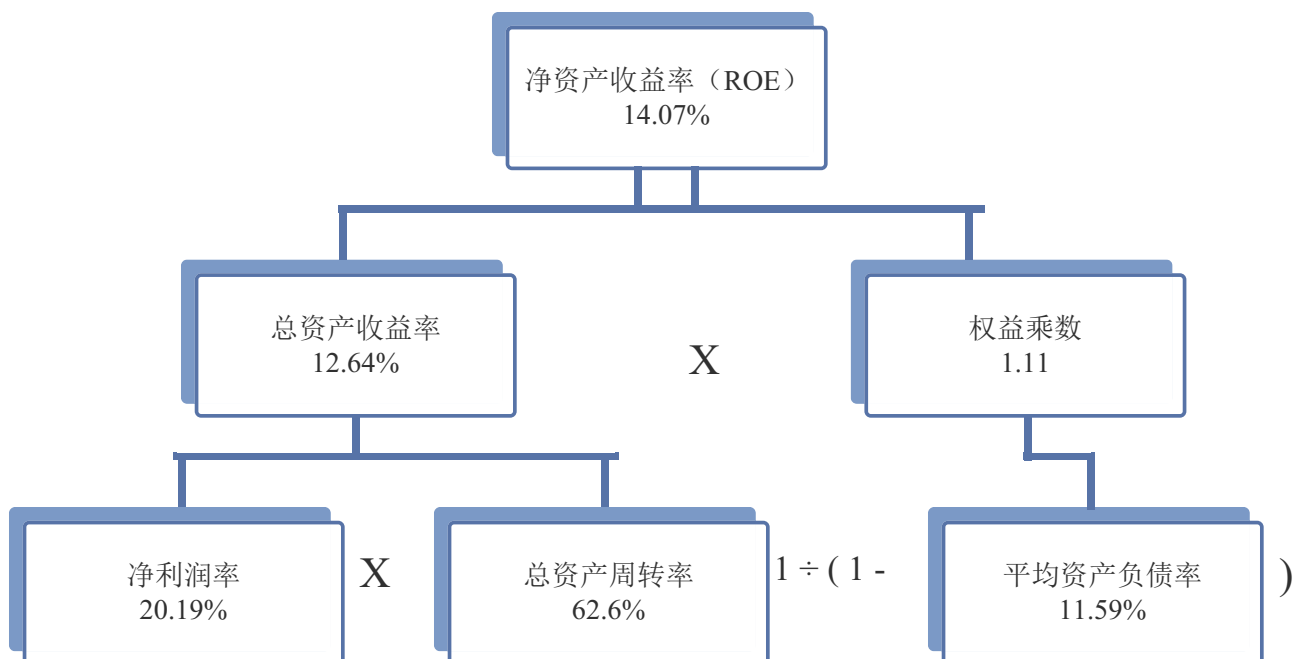 净资产收益率（ROE）
14.07%
总资产收益率
12.64%
X
权益乘数
1.11
净利润率
20.19%
X
总资产周转率
62.6%
1 ÷ ( 1 -
平均资产负债率
11.59%
)